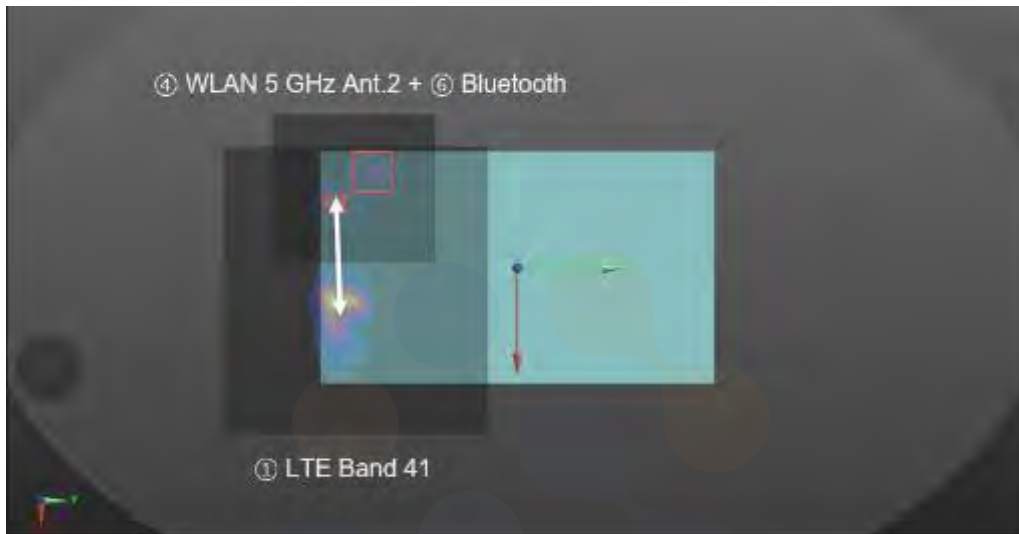 ④ WLAN 5 GHz Ant.2 + ⑥ Bluetooth
① LTE Band 41